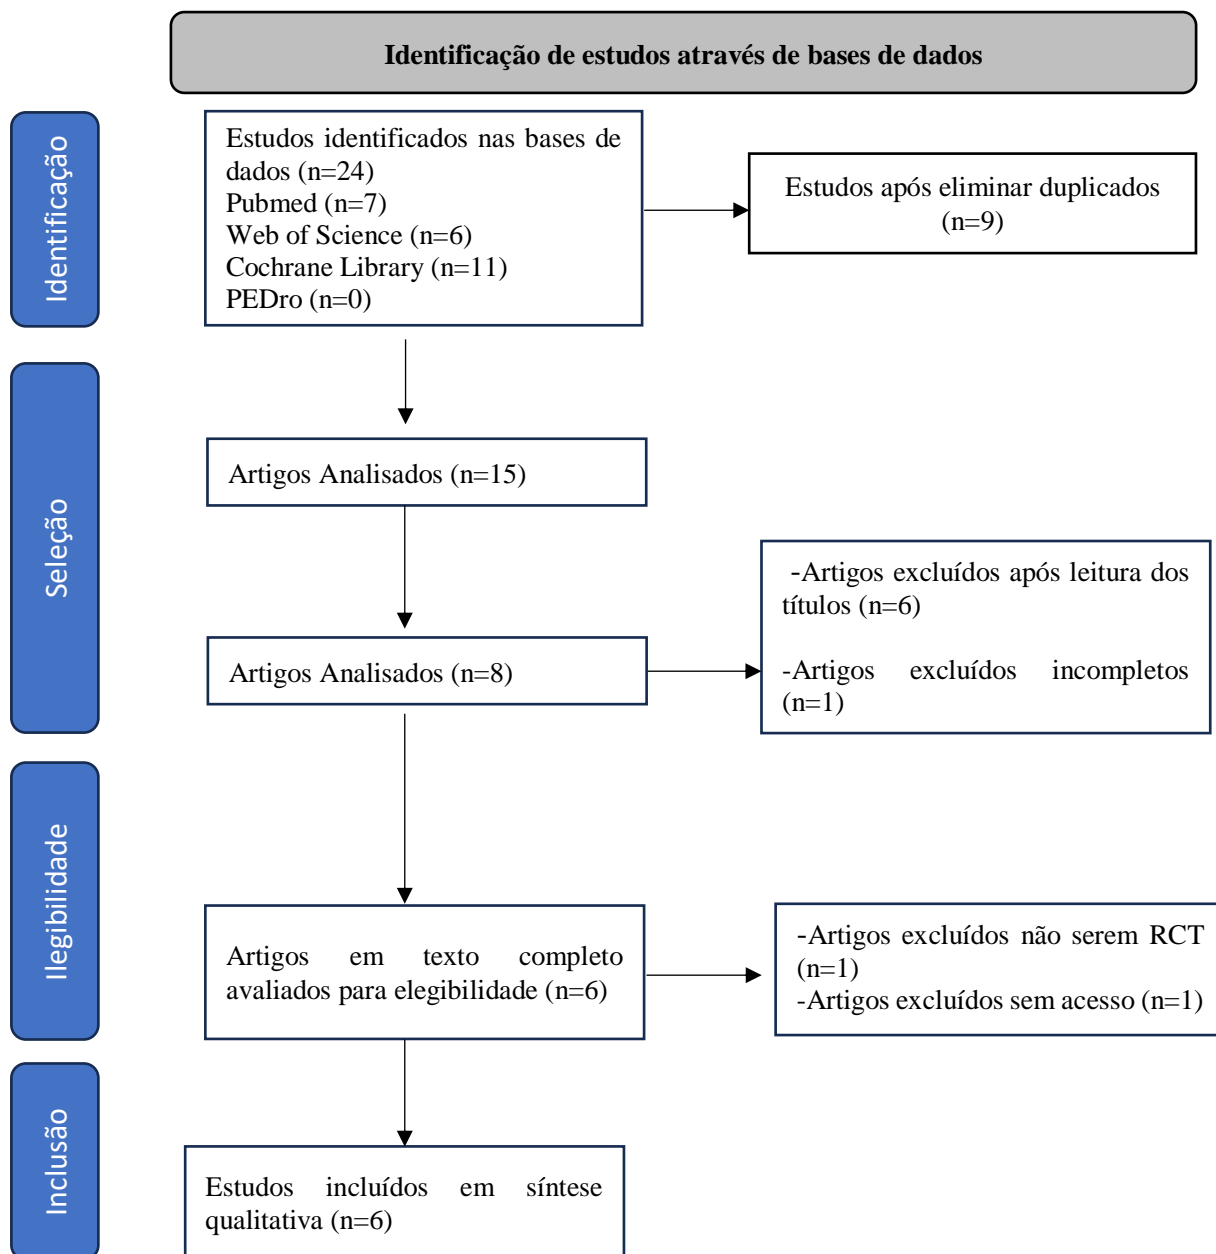 Identificação de estudos através de bases de dados
Identificação
Estudos identificados nas bases de
dados (n=24)
Pubmed (n=7)
Web of Science (n=6)
Cochrane Library (n=11)
PEDro (n=0)
Estudos após eliminar duplicados
(n=9)
Seleção
Artigos Analisados (n=15)
Artigos Analisados (n=8)
-Artigos excluídos após leitura dos
títulos (n=6)
-Artigos excluídos incompletos
(n=1)
Ilegibilidade
Artigos em texto completo
avaliados para elegibilidade (n=6)
-Artigos excluídos não serem RCT
(n=1)
-Artigos excluídos sem acesso (n=1)
Inclusão
Estudos incluídos em síntese
qualitativa (n=6)